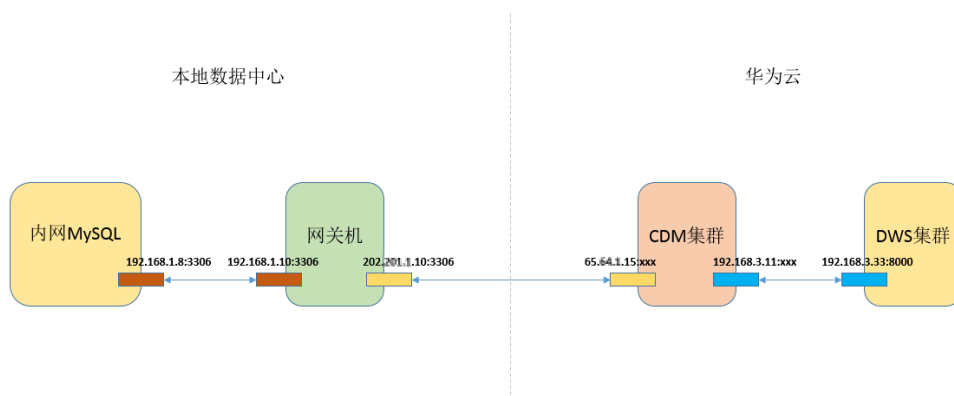 本地数据中心
华为云
内网MySQL
网关机
CDM集群
DWS集群
192.168.1.8:3306
192.168.1.10:3306
202.201.1.10:3306
65.64.1.15:xxx
192.168.3.11:xxx
192.168.3.33:8000